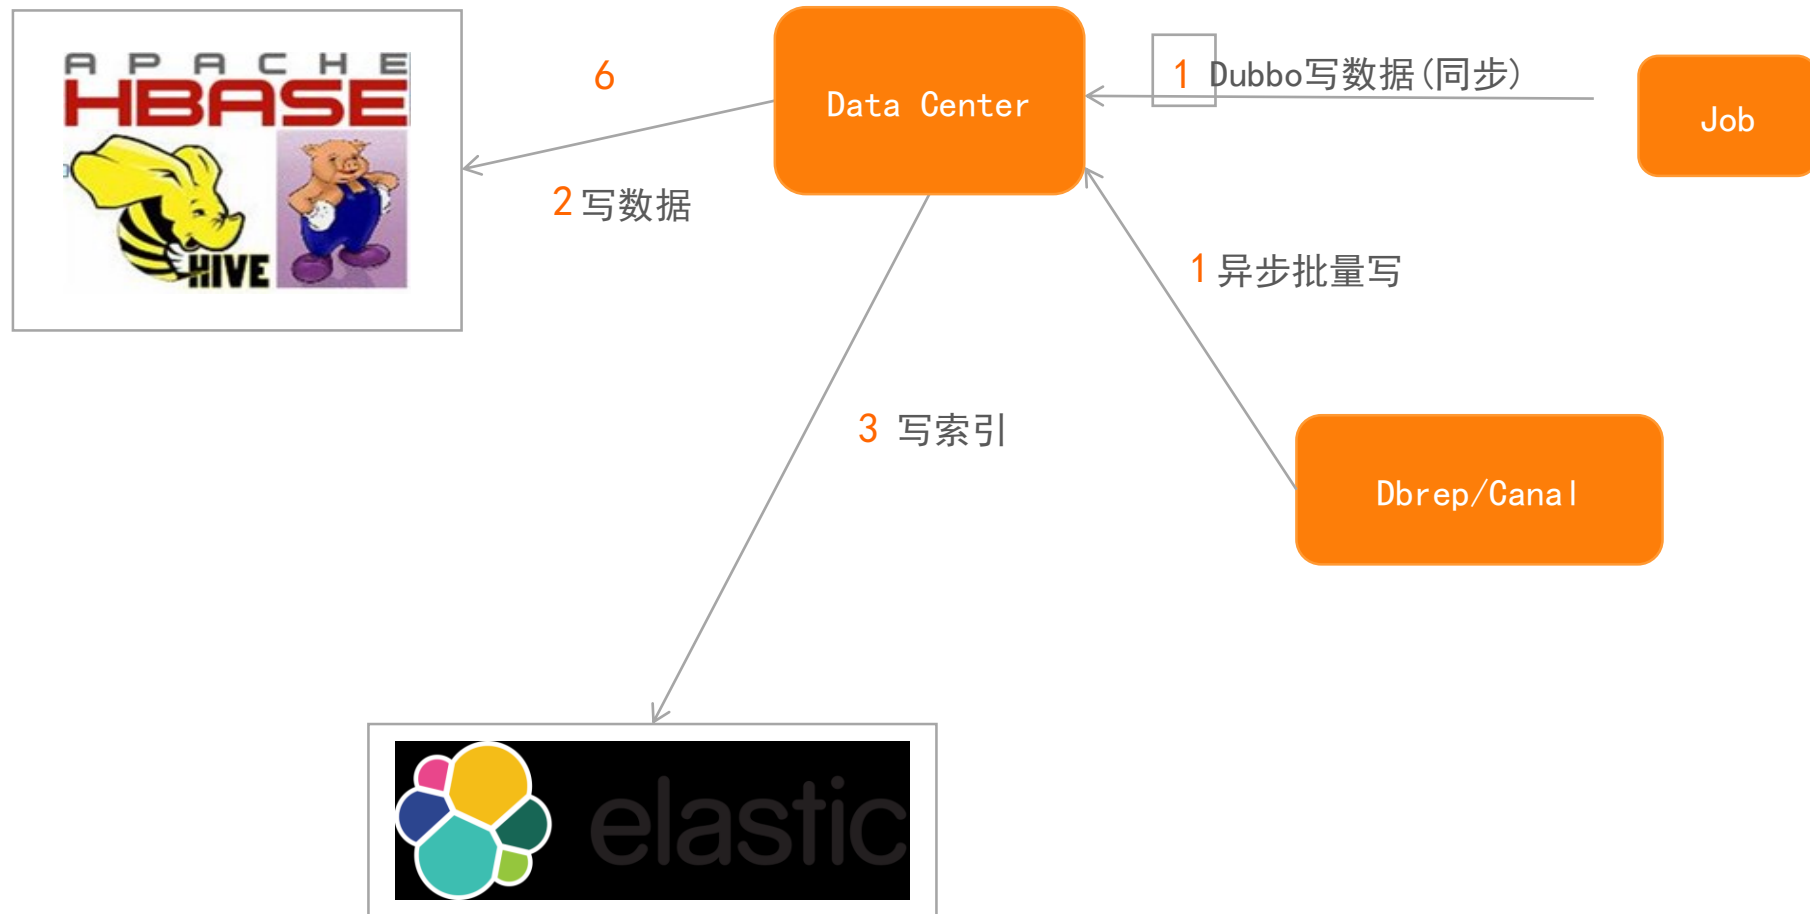 APACHE
HBASE
HIVE
6
Data Center
1 Dubbo写数据(同步)
Job
2 写数据
1 异步批量写
3 写索引
Dbrep/Canal
elastic